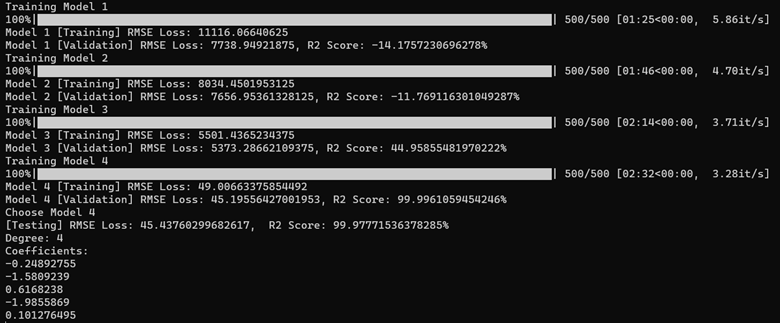 Training Model 1
100%| | 500/500 [01:25<00:00, 5.86it/s]
Model 1 [Training] RMSE Loss: 11116.06640625
Model 1 [Validation] RMSE Loss: 7738.94921875, R2 Score: -14.1757230696278%
Training Model 2
100%| | 500/500 [01:46<00:00, 4.70it/s]
Model 2 [Training] RMSE Loss: 8034.4501953125
Model 2 [Validation] RMSE Loss: 7656.95361328125, R2 Score: -11.769116301049287%
Training Model 3
100%| | 500/500 [02:14<00:00, 3.71it/s]
Model 3 [Training] RMSE Loss: 5501.4365234375
Model 3 [Validation] RMSE Loss: 5373.28662109375, R2 Score: 44.95855481970222%
Training Model 4
100%| | 500/500 [02:32<00:00, 3.28it/s]
Model 4 [Training] RMSE Loss: 49.00663375854492
Model 4 [Validation] RMSE Loss: 45.19556427001953, R2 Score: 99.9961059454246%
Choose Model 4
[Testing] RMSE Loss: 45.43760299682617,  R2 Score: 99.97771536378285%
Degree: 4
Coefficients:
-0.24892755
-1.5809239
0.6168238
-1.9855869
0.101276495